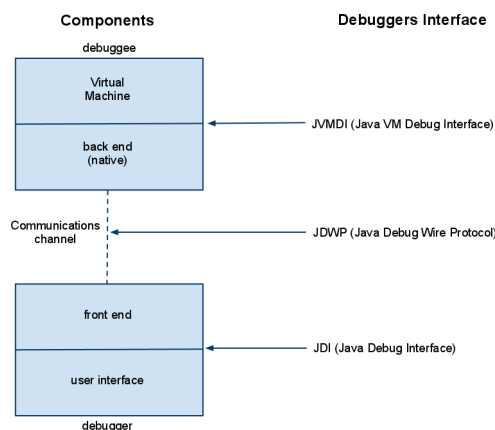 Components
Debuggers Interface
debuggee
Virtual
Machine
JVMDI (Java VM Debug Interface)
back end
(native)
Communications
channel
JDWP (Java Debug Wire Protocol)
front end
JDI (Java Debug Interface)
user interface
debugger